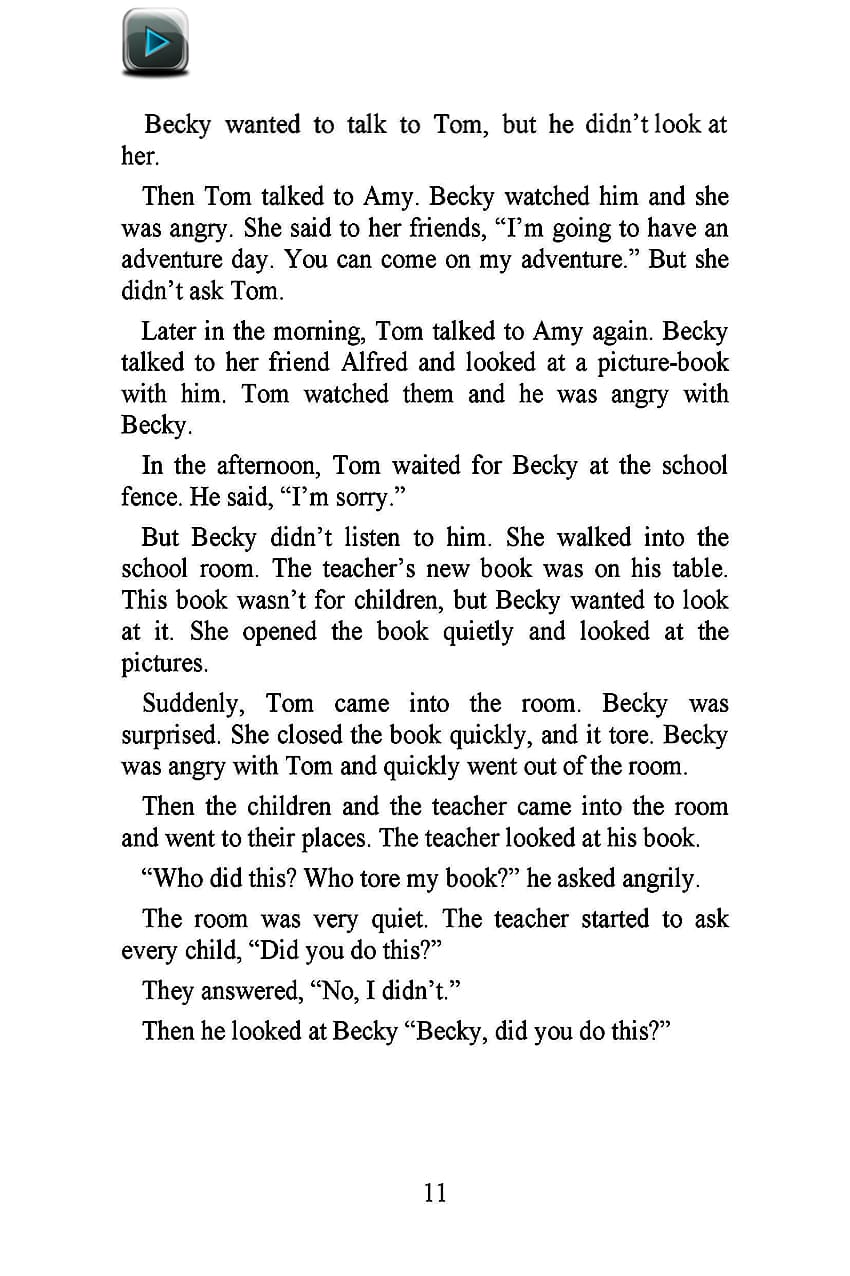 Becky wanted to talk to Tom, but he didn’t look at
her.
Then Tom talked to Amy. Becky watched him and she
was angry. She said to her friends, “I’m going to have an
adventure day. You can come on my adventure.” But she
didn’t ask Tom.
Later in the morning, Tom talked to Amy again. Becky
talked to her friend Alfred and looked at a picture-book
with him. Tom watched them and he was angry with
Becky.
In the afternoon, Tom waited for Becky at the school
fence. He said, “I’m sorry.”
But Becky didn’t listen to him. She walked into the
school room. The teacher’s new book was on his table.
This book wasn’t for children, but Becky wanted to look
at it. She opened the book quietly and looked at the
pictures.
Suddenly, Tom came into the room. Becky was
surprised. She closed the book quickly, and it tore. Becky
was angry with Tom and quickly went out of the room.
Then the children and the teacher came into the room
and went to their places. The teacher looked at his book.
“Who did this? Who tore my book?” he asked angrily.
The room was very quiet. The teacher started to ask
every child, “Did you do this?”
They answered, “No, I didn’t.”
Then he looked at Becky “Becky, did you do this?”
11